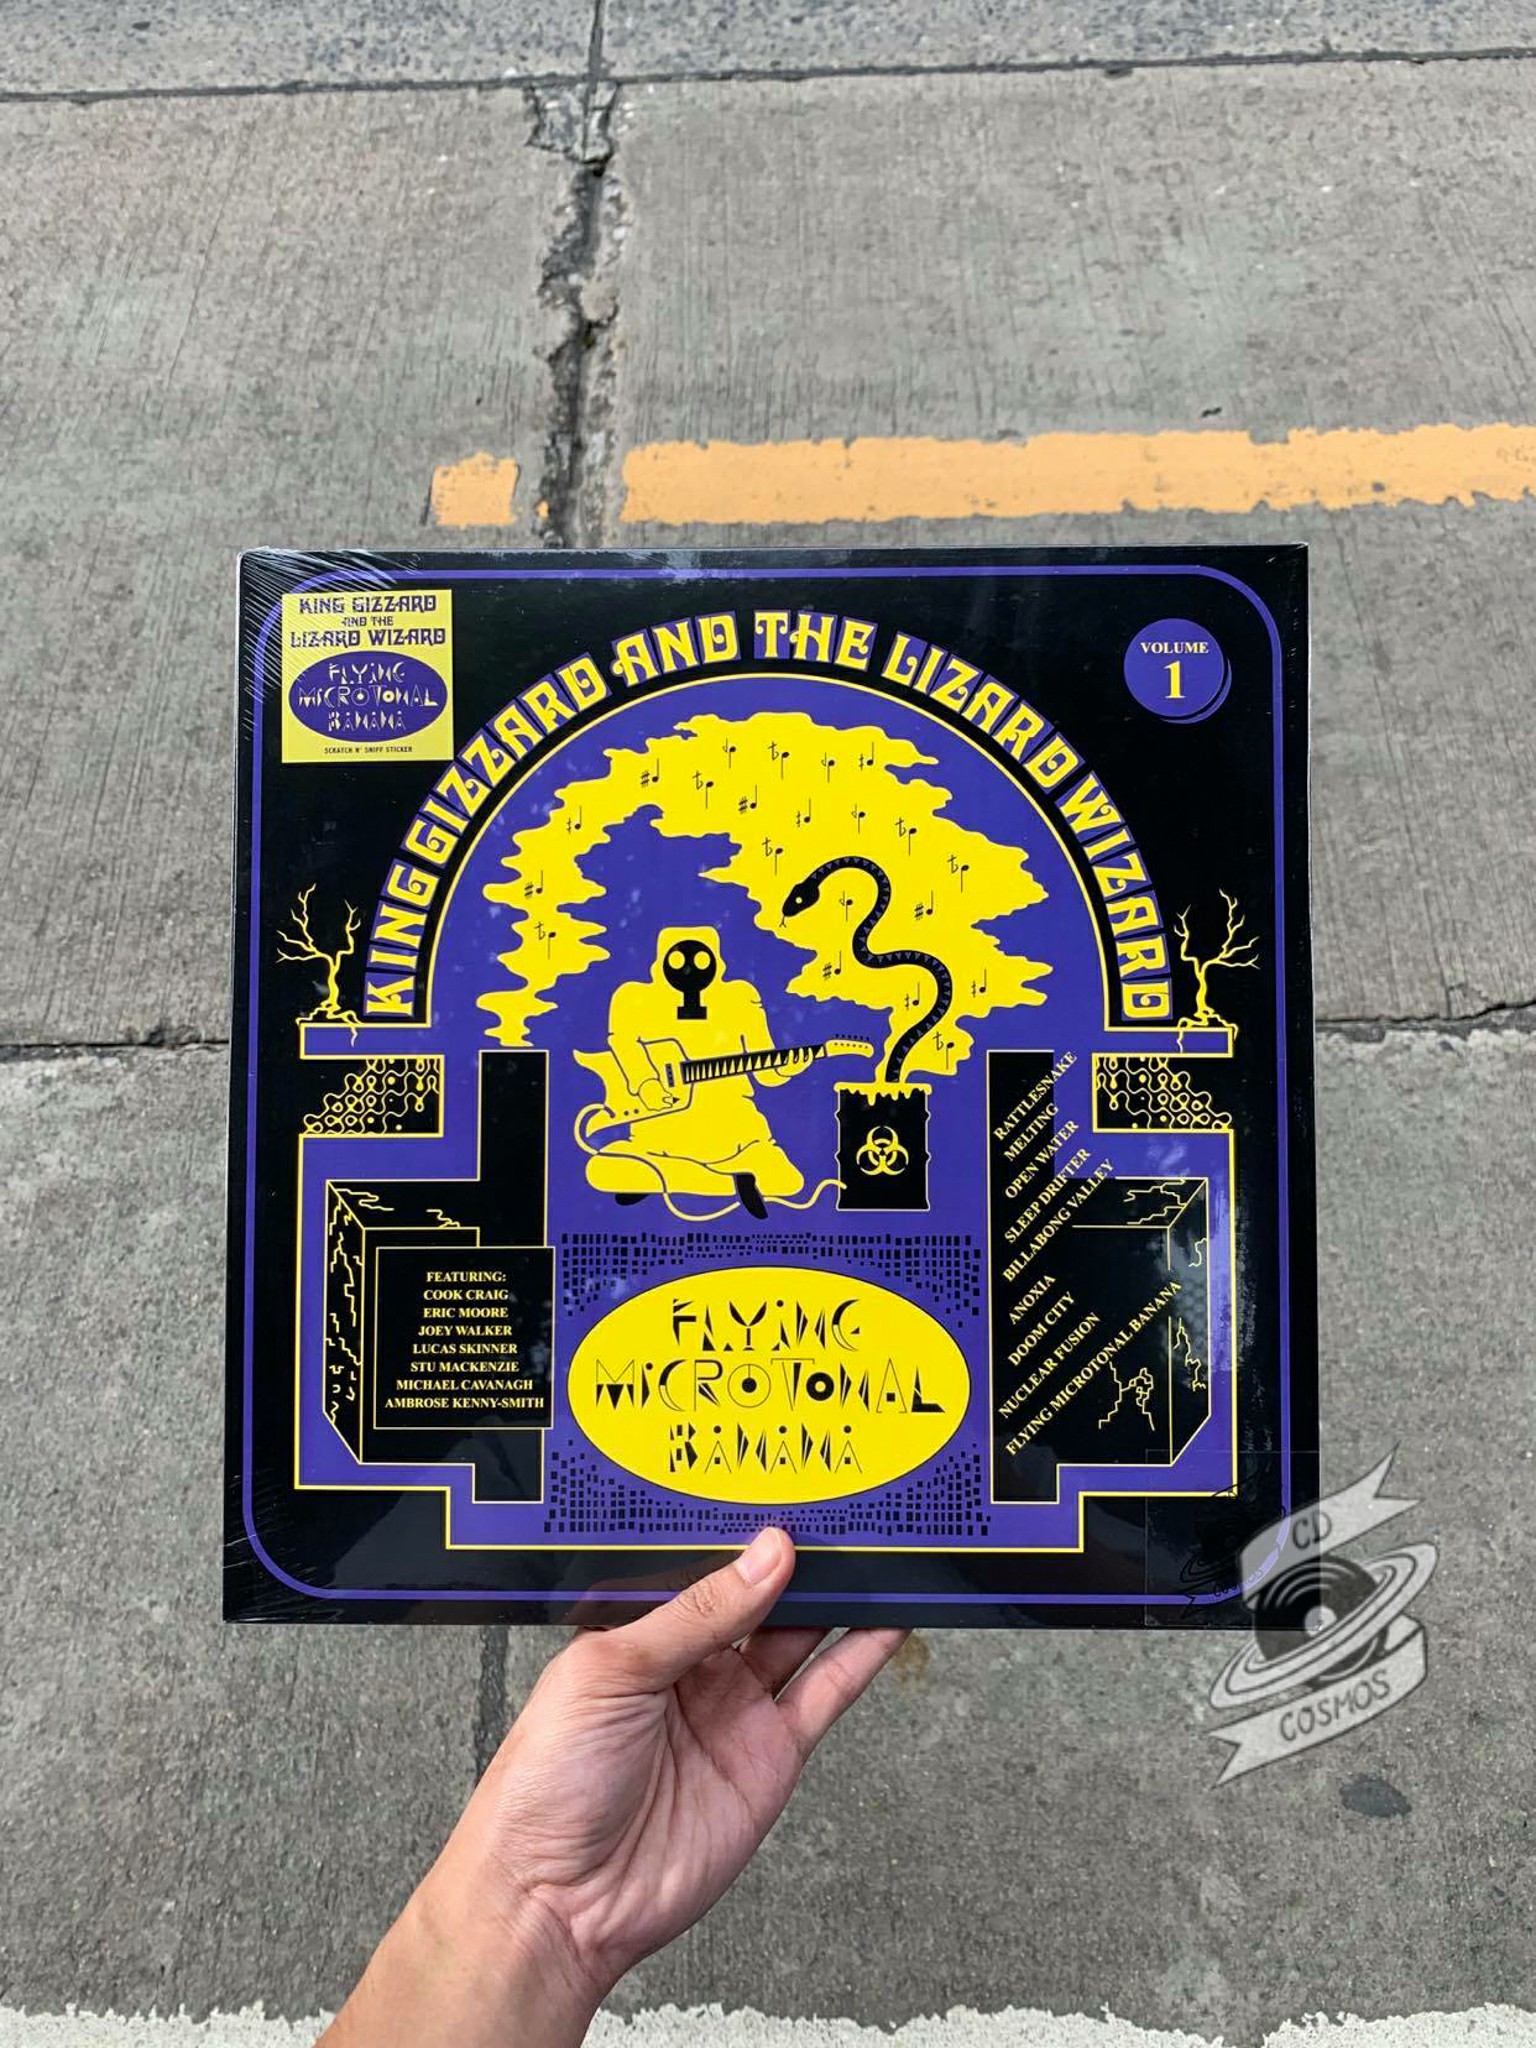 KING GIZZARD
AND THE
LIZARD WIZARD
FLYiNG
MiCROTONAL
BANANA
SCRATCH N' SNIFF STICKER
KING GIZZARD AND THE LIZARD WIZARD
VOLUME
1
RATTLESNAKE
MELTING
OPEN WATER
SLEEP DRIFTER
BILLABONG VALLEY
ANOXIA
DOOM CITY
NUCLEAR FUSION
FLYING MICROTONAL BANANA
FEATURING:
COOK CRAIG
ERIC MOORE
JOEY WALKER
LUCAS SKINNER
STU MACKENZIE
MICHAEL CAVANAGH
AMBROSE KENNY-SMITH
FLYiNG
MiCROTONAL
BANANA
CD
COSMOS